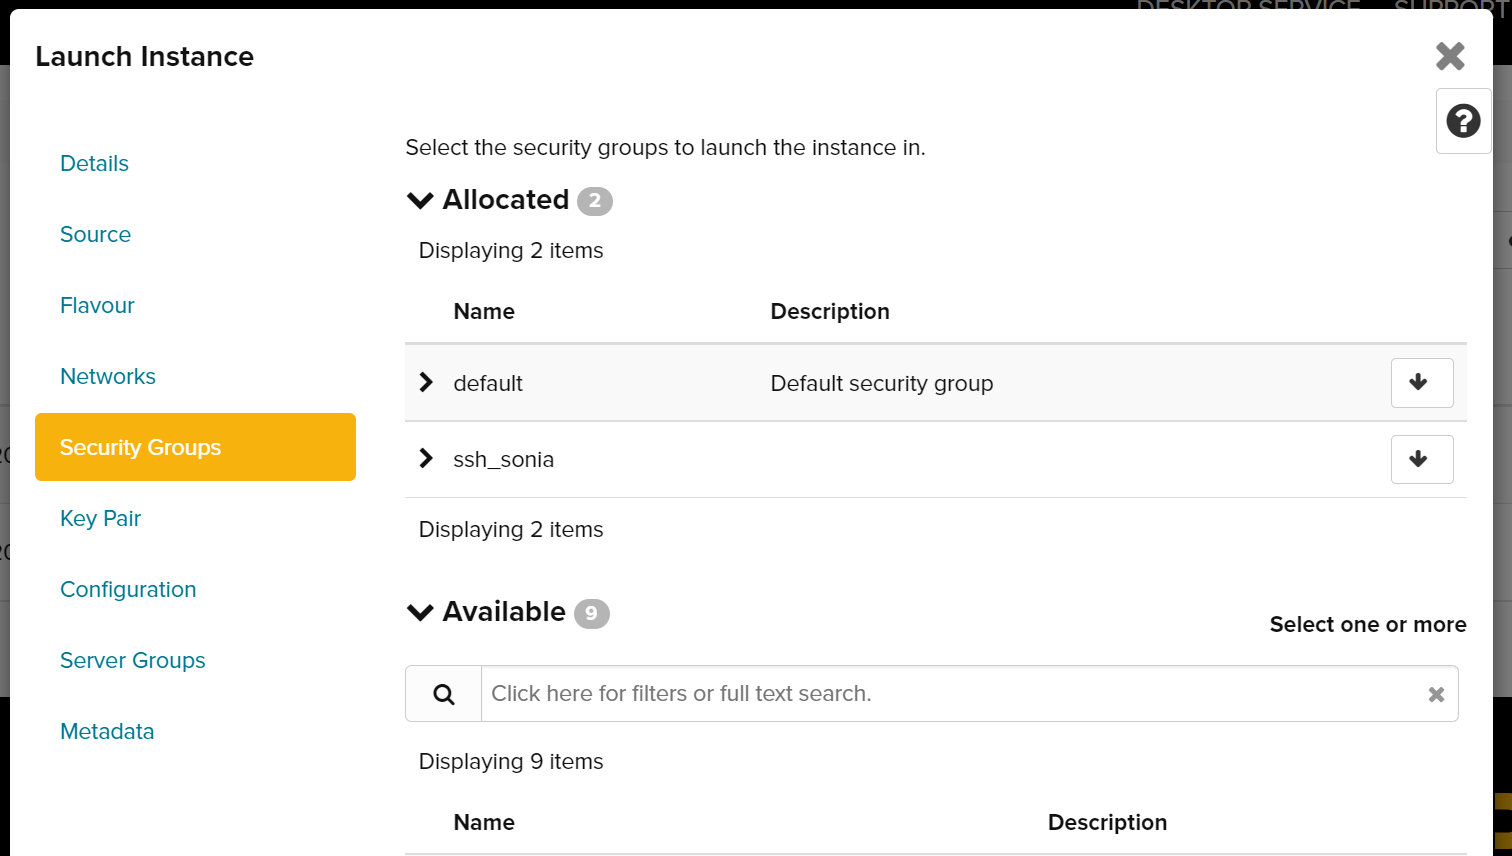 DESKTOP SERVICE SUPPORT
Launch Instance
Details
Source
Flavour
Networks
Security Groups
Key Pair
Configuration
Server Groups
Metadata
Select the security groups to launch the instance in.
Allocated 2
Displaying 2 items
Name Description
default Default security group
ssh_sonia
Displaying 2 items
Available 9
Select one or more
Click here for filters or full text search.
Displaying 9 items
Name Description